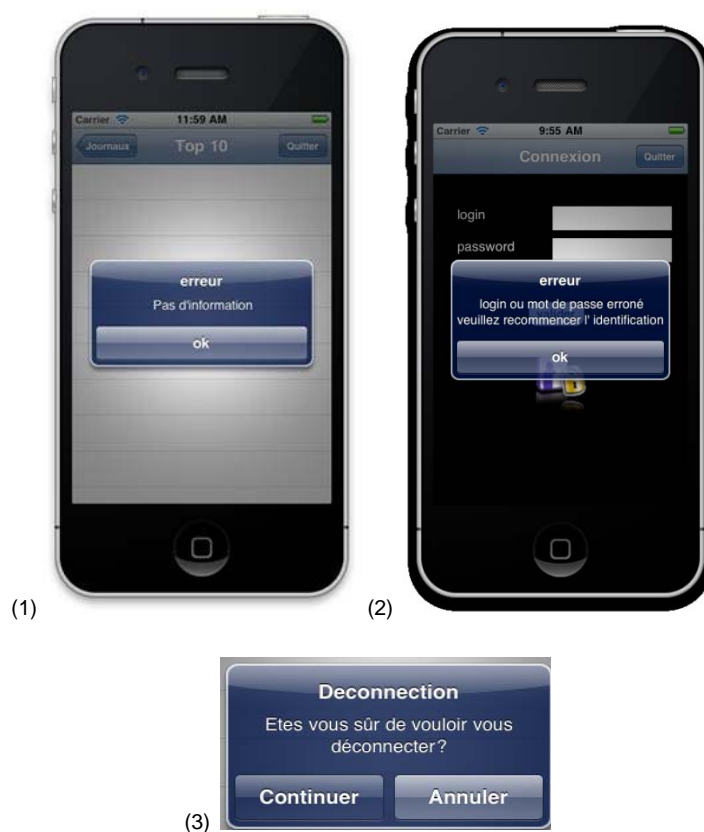 Carrier 11:59 AM
Journaux Top 10 Quitter
erreur
Pas d'information
ok
(1)
Carrier 9:55 AM
Connexion Quitter
login
password
erreur
login ou mot de passe erroné
veuillez recommencer l' identification
ok
(2)
Deconnection
Etes vous sûr de vouloir vous
déconnecter?
Continuer Annuler
(3)